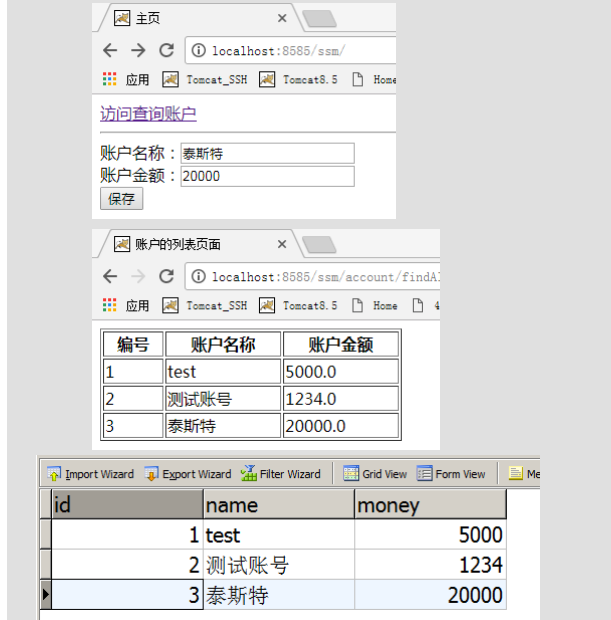 主页
localhost:8585/ssm/
应用 Tomcat_SSH Tomcat8.5 Home
访问查询账户
账户名称：泰斯特
账户金额：20000
保存
账户的列表页面
localhost:8585/ssm/account/findAl
应用 Tomcat_SSH Tomcat8.5 Home 4
编号 账户名称 账户金额
1 test 5000.0
2 测试账号 1234.0
3 泰斯特 20000.0
Import Wizard Export Wizard Filter Wizard Grid View Form View Me
id name money
1 test 5000
2 测试账号 1234
3 泰斯特 20000